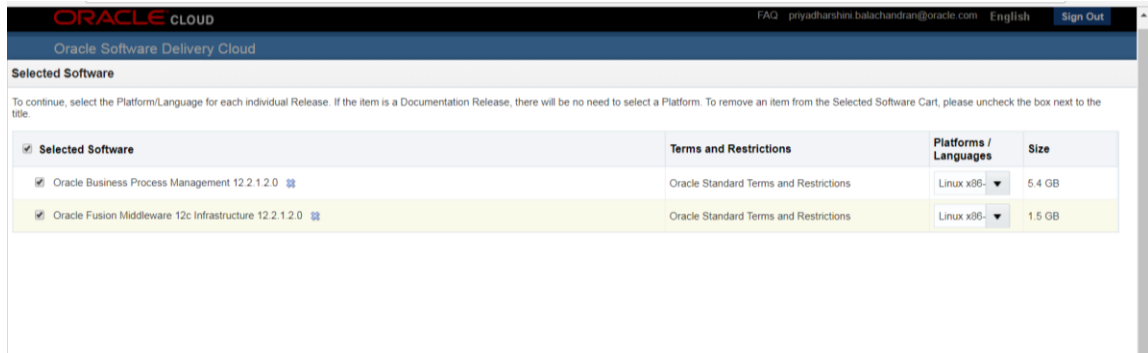 ORACLE CLOUD
FAQ priyadharshini.balachandran@oracle.com English Sign Out
Oracle Software Delivery Cloud
Selected Software
To continue, select the Platform/Language for each individual Release. If the item is a Documentation Release, there will be no need to select a Platform. To remove an item from the Selected Software Cart, please uncheck the box next to the
title.
Selected Software Terms and Restrictions Platforms / Languages Size
Oracle Business Process Management 12.2.1.2.0 Oracle Standard Terms and Restrictions Linux x86- 5.4 GB
Oracle Fusion Middleware 12c Infrastructure 12.2.1.2.0 Oracle Standard Terms and Restrictions Linux x86- 1.5 GB